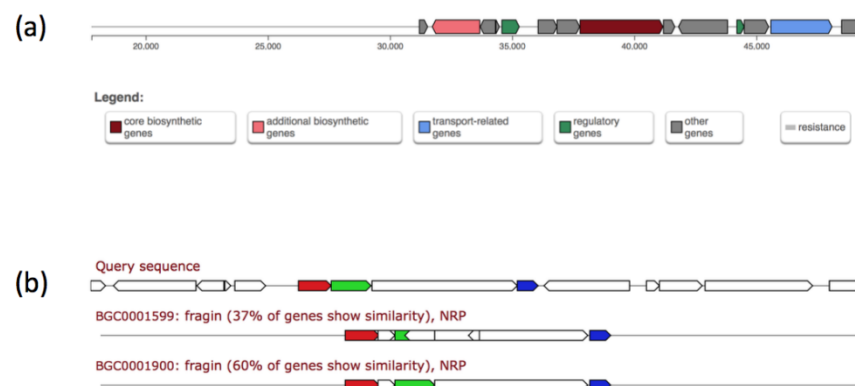 (a)
20.000 25.000 30.000 35.000 40.000 45.000
Legend:
core biosynthetic genes
additional biosynthetic genes
transport-related genes
regulatory genes
other genes
resistance
(b)
Query sequence
BGC0001599: fragin (37% of genes show similarity), NRP
BGC0001900: fragin (60% of genes show similarity), NRP